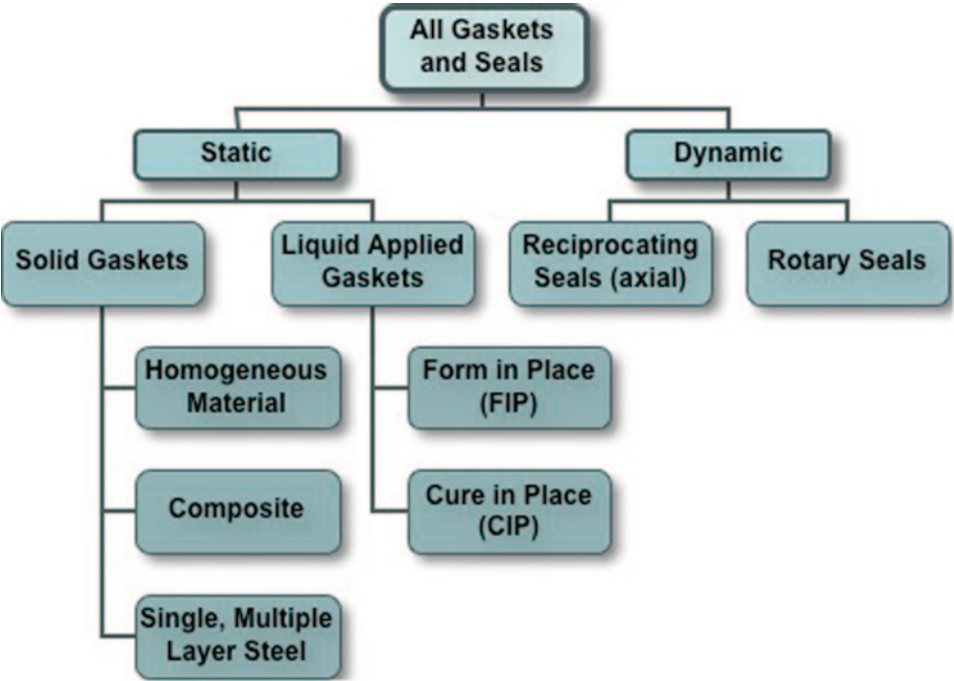 All Gaskets
and Seals
Static
Dynamic
Solid Gaskets
Liquid Applied
Gaskets
Reciprocating
Seals (axial)
Rotary Seals
Homogeneous
Material
Form in Place
(FIP)
Composite
Cure in Place
(CIP)
Single, Multiple
Layer Steel